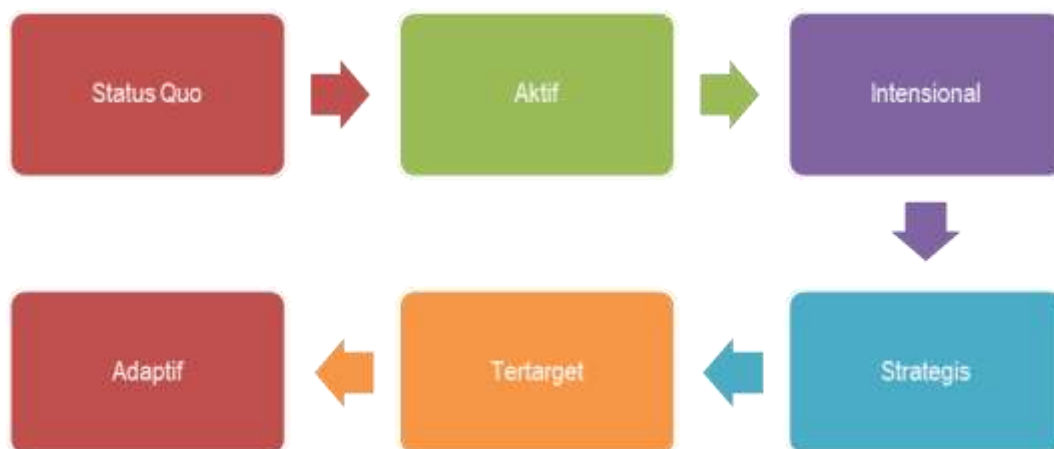 Status Quo
Aktif
Intensional
Strategis
Tertarget
Adaptif